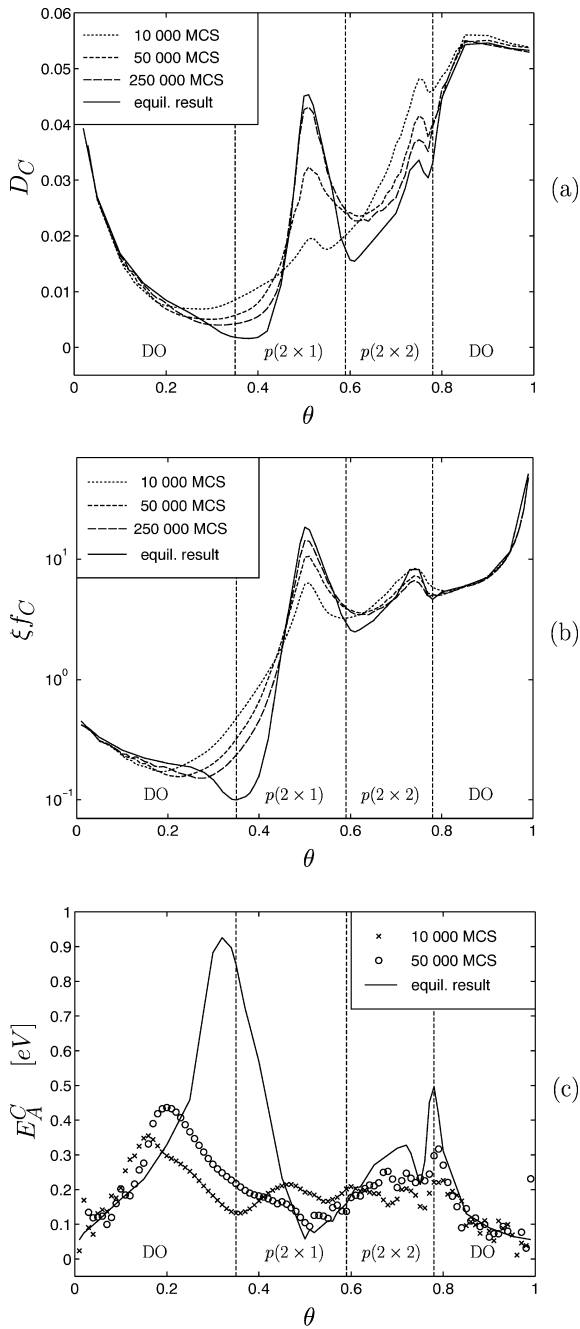 0.06
0.05
0.04
0.03
0.02
0.01
0
D_C
10 000 MCS
50 000 MCS
250 000 MCS
equil. result
DO
p(2 × 1)
p(2 × 2)
DO
0 0.2 0.4 0.6 0.8 1
θ
(a)
10^1
10^0
10^−1
ξf_C
10 000 MCS
50 000 MCS
250 000 MCS
equil. result
DO
p(2 × 1)
p(2 × 2)
DO
0 0.2 0.4 0.6 0.8 1
θ
(b)
1
0.9
0.8
0.7
0.6
0.5
0.4
0.3
0.2
0.1
0
E_A^C [eV]
10 000 MCS
50 000 MCS
equil. result
DO
p(2 × 1)
p(2 × 2)
DO
0 0.2 0.4 0.6 0.8 1
θ
(c)